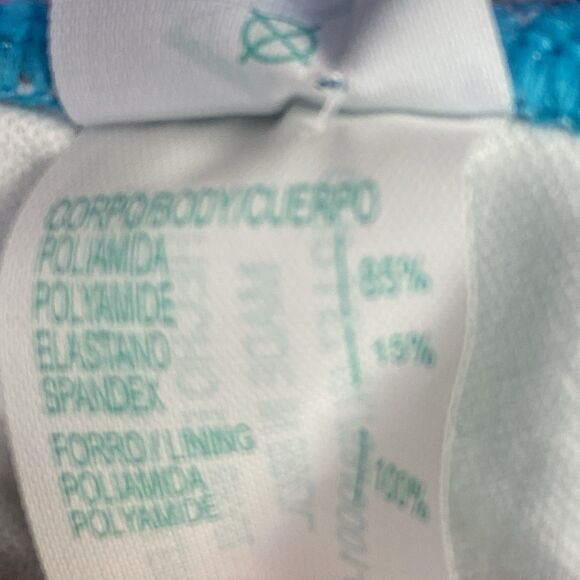 CORPO/BODY/CUERPO
POLIAMIDA
POLYAMIDE 85%
ELASTANO
SPANDEX 15%
FORRO/LINING
POLIAMIDA
POLYAMIDE 100%